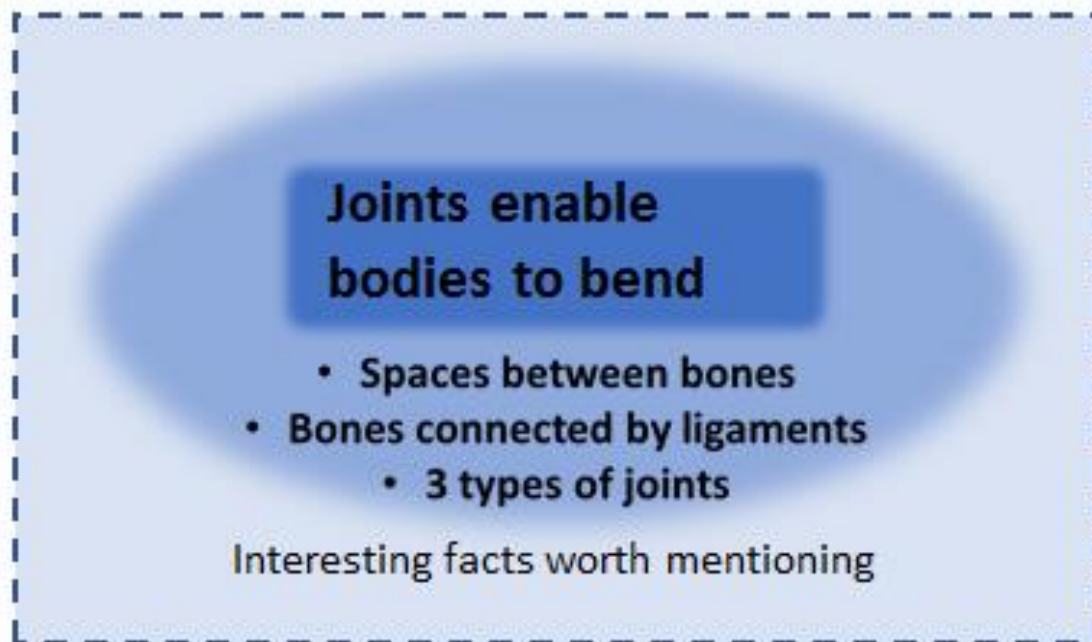 Joints enable
bodies to bend
• Spaces between bones
• Bones connected by ligaments
• 3 types of joints
Interesting facts worth mentioning